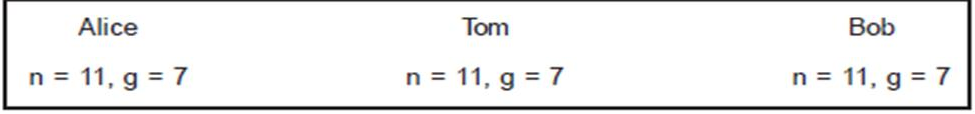 Alice Tom Bob
n = 11, g = 7 n = 11, g = 7 n = 11, g = 7